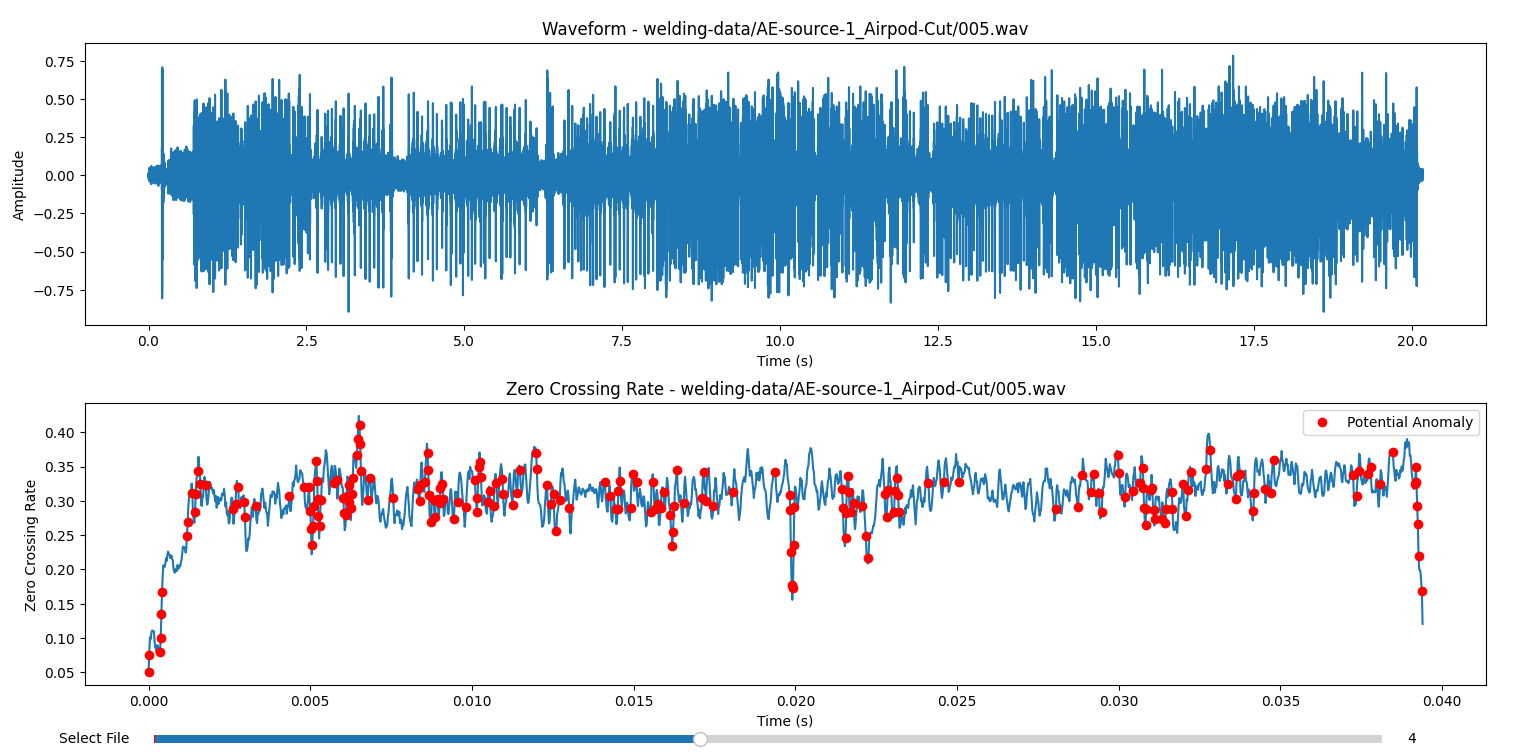 Waveform - welding-data/AE-source-1_Airpod-Cut/005.wav
0.75
0.50
0.25
0.00
−0.25
−0.50
−0.75
Amplitude
0.0 2.5 5.0 7.5 10.0 12.5 15.0 17.5 20.0
Time (s)
Zero Crossing Rate - welding-data/AE-source-1_Airpod-Cut/005.wav
Potential Anomaly
0.40
0.35
0.30
0.25
0.20
0.15
0.10
0.05
Zero Crossing Rate
0.000 0.005 0.010 0.015 0.020 0.025 0.030 0.035 0.040
Time (s)
Select File 4